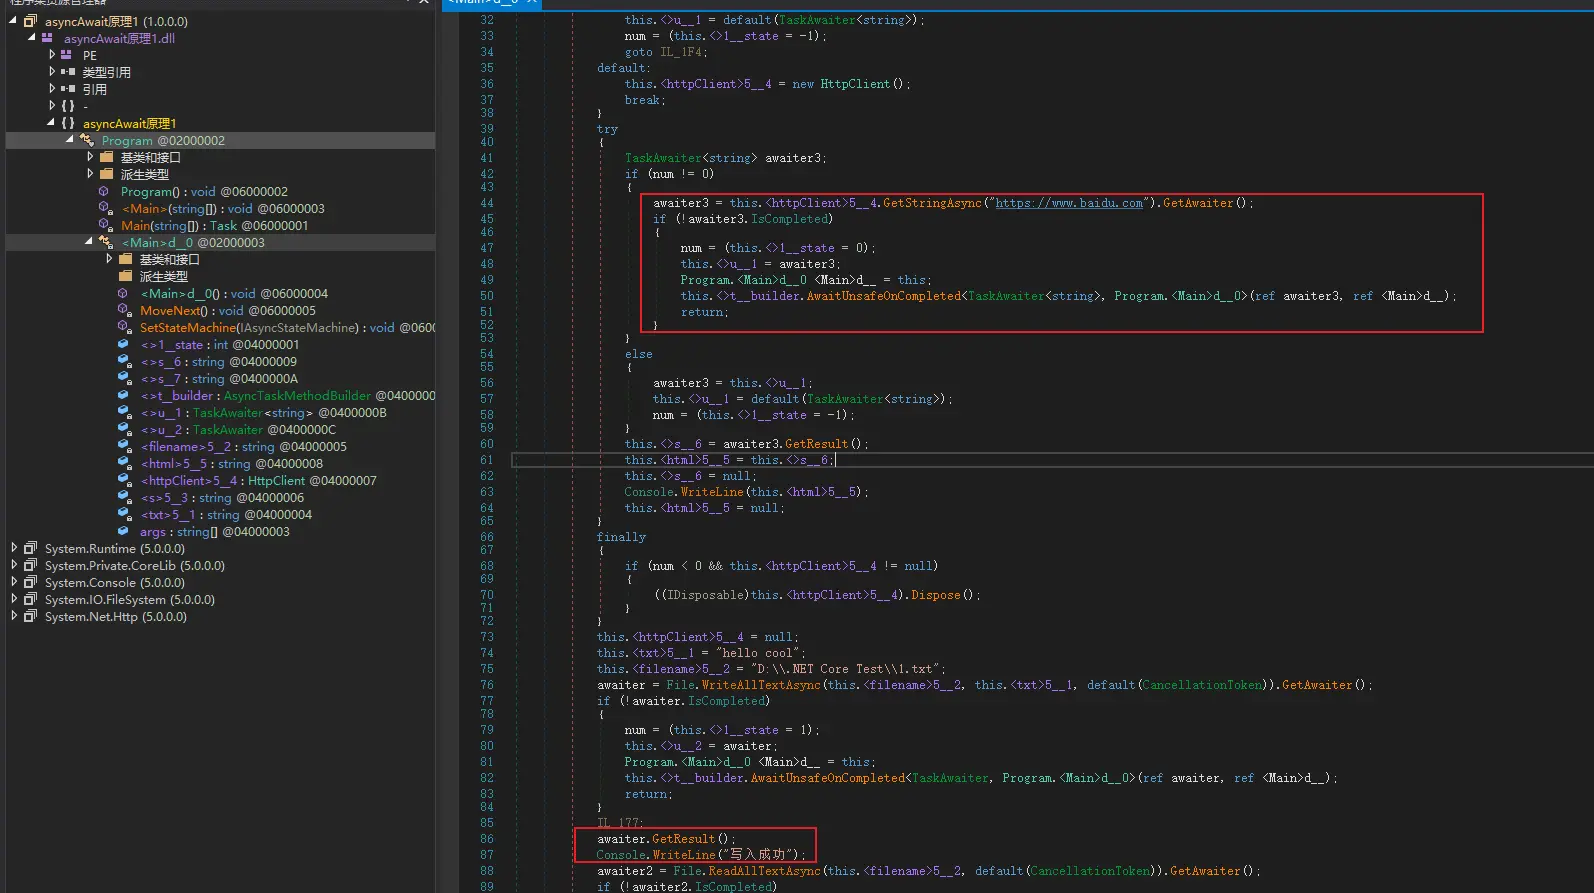 程序集资源管理器
asyncAwait原理1 (1.0.0.0)
asyncAwait原理1.dll
PE
类型引用
引用
{ } -
{ } asyncAwait原理1
Program @02000002
基类和接口
派生类型
Program() : void @06000002
<Main>(string[]) : void @06000003
Main(string[]) : Task @06000001
<Main>d__0 @02000003
基类和接口
派生类型
<Main>d__0() : void @06000004
MoveNext() : void @06000005
SetStateMachine(IAsyncStateMachine) : void @0600
<>1__state : int @04000001
<>s__6 : string @04000009
<>s__7 : string @0400000A
<>t__builder : AsyncTaskMethodBuilder @040000
<>u__1 : TaskAwaiter<string> @0400000B
<>u__2 : TaskAwaiter @0400000C
<filename>5__2 : string @04000005
<html>5__5 : string @04000008
<httpClient>5__4 : HttpClient @04000007
<s>5__3 : string @04000006
<txt>5__1 : string @04000004
args : string[] @04000003
System.Runtime (5.0.0.0)
System.Private.CoreLib (5.0.0.0)
System.Console (5.0.0.0)
System.IO.FileSystem (5.0.0.0)
System.Net.Http (5.0.0.0)
<Main>d__0
32 this.<>u__1 = default(TaskAwaiter<string>);
33 num = (this.<>1__state = -1);
34 goto IL_1F4;
35 default:
36 this.<httpClient>5__4 = new HttpClient();
37 break;
38 }
39 try
40 {
41 TaskAwaiter<string> awaiter3;
42 if (num != 0)
43 {
44 awaiter3 = this.<httpClient>5__4.GetStringAsync("https://www.baidu.com").GetAwaiter();
45 if (!awaiter3.IsCompleted)
46 {
47 num = (this.<>1__state = 0);
48 this.<>u__1 = awaiter3;
49 Program.<Main>d__0 <Main>d__ = this;
50 this.<>t__builder.AwaitUnsafeOnCompleted<TaskAwaiter<string>, Program.<Main>d__0>(ref awaiter3, ref <Main>d__);
51 return;
52 }
53 }
54 else
55 {
56 awaiter3 = this.<>u__1;
57 this.<>u__1 = default(TaskAwaiter<string>);
58 num = (this.<>1__state = -1);
59 }
60 this.<>s__6 = awaiter3.GetResult();
61 this.<html>5__5 = this.<>s__6;
62 this.<>s__6 = null;
63 Console.WriteLine(this.<html>5__5);
64 this.<html>5__5 = null;
65 }
66 finally
67 {
68 if (num < 0 && this.<httpClient>5__4 != null)
69 {
70 ((IDisposable)this.<httpClient>5__4).Dispose();
71 }
72 }
73 this.<httpClient>5__4 = null;
74 this.<txt>5__1 = "hello cool";
75 this.<filename>5__2 = "D:\\.NET Core Test\\1.txt";
76 awaiter = File.WriteAllTextAsync(this.<filename>5__2, this.<txt>5__1, default(CancellationToken)).GetAwaiter();
77 if (!awaiter.IsCompleted)
78 {
79 num = (this.<>1__state = 1);
80 this.<>u__2 = awaiter;
81 Program.<Main>d__0 <Main>d__ = this;
82 this.<>t__builder.AwaitUnsafeOnCompleted<TaskAwaiter, Program.<Main>d__0>(ref awaiter, ref <Main>d__);
83 return;
84 }
85 IL_177:
86 awaiter.GetResult();
87 Console.WriteLine("写入成功");
88 awaiter2 = File.ReadAllTextAsync(this.<filename>5__2, default(CancellationToken)).GetAwaiter();
89 if (!awaiter2.IsCompleted)